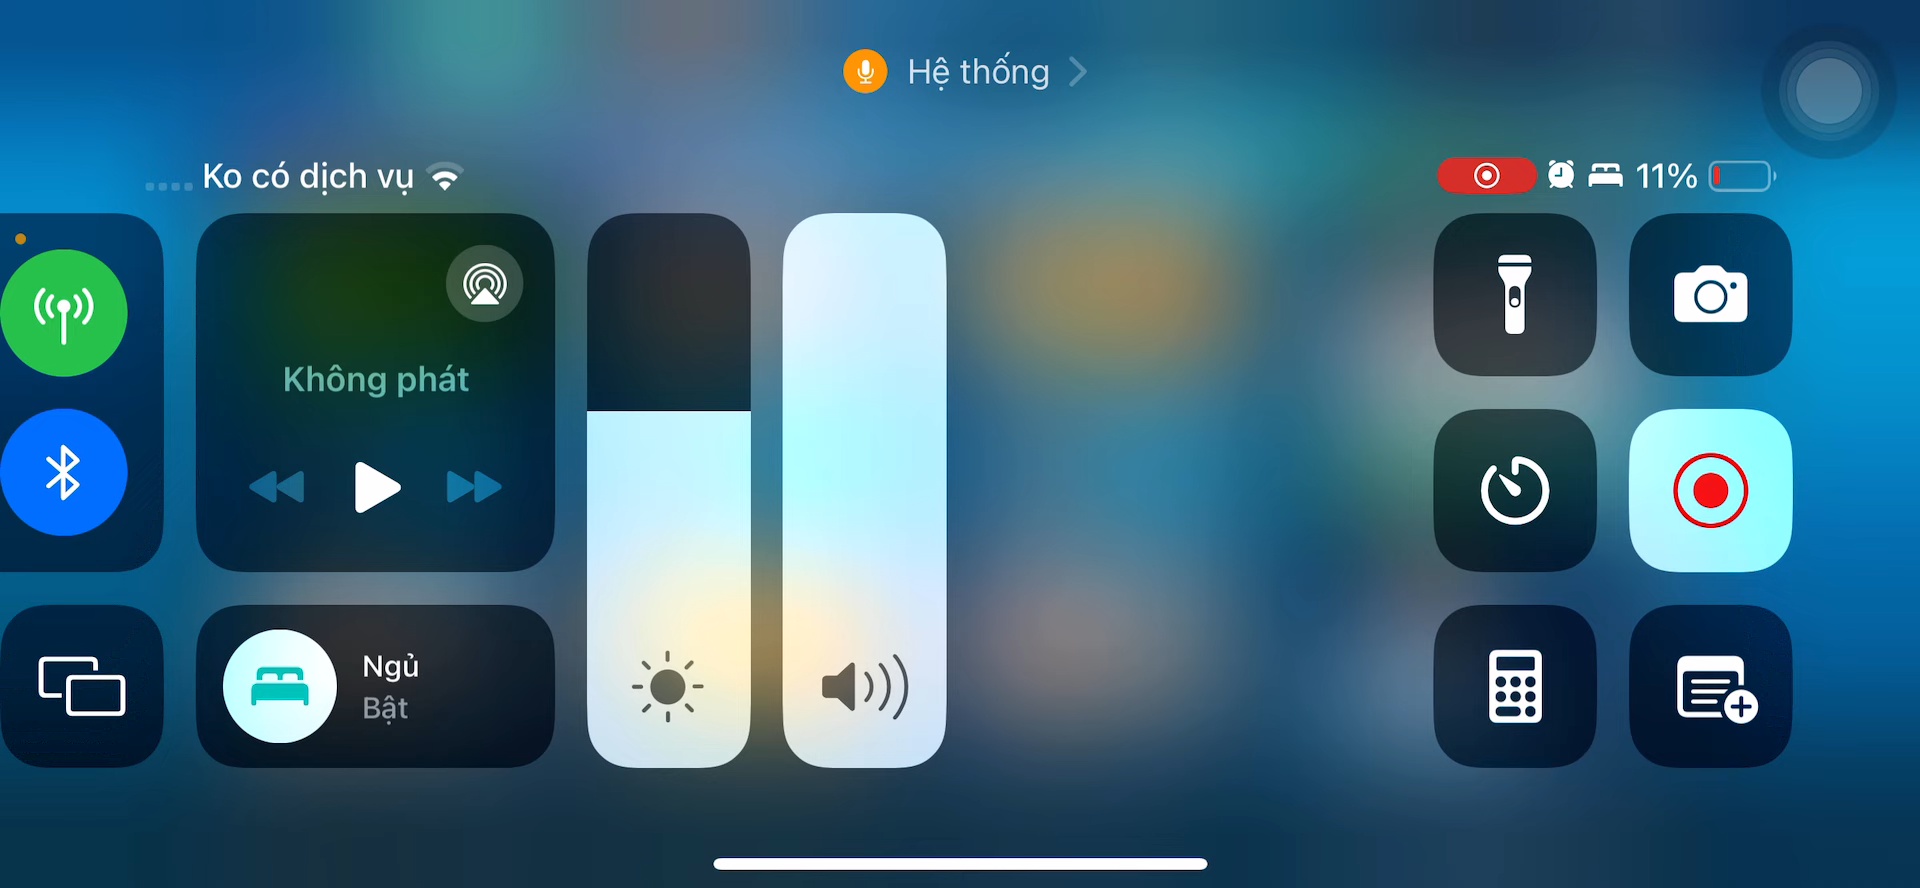 Hệ thống
Ko có dịch vụ
11%
Không phát
Ngủ
Bật